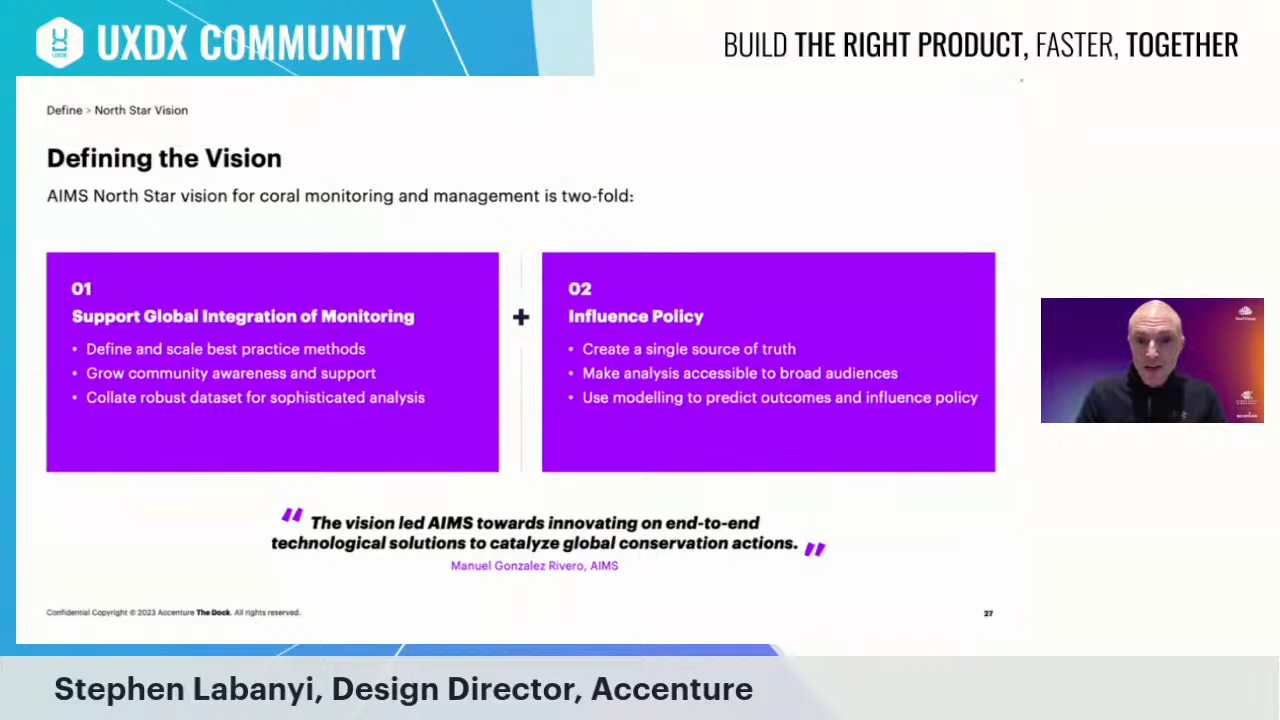 UXDX COMMUNITY
BUILD THE RIGHT PRODUCT, FASTER, TOGETHER
Define > North Star Vision
Defining the Vision
AIMS North Star vision for coral monitoring and management is two-fold:
01
Support Global Integration of Monitoring
• Define and scale best practice methods
• Grow community awareness and support
• Collate robust dataset for sophisticated analysis
+
02
Influence Policy
• Create a single source of truth
• Make analysis accessible to broad audiences
• Use modelling to predict outcomes and influence policy
“ The vision led AIMS towards innovating on end-to-end
technological solutions to catalyze global conservation actions. ”
Manuel Gonzalez Rivero, AIMS
Confidential Copyright © 2023 Accenture The Dock. All rights reserved.
27
Stephen Labanyi, Design Director, Accenture